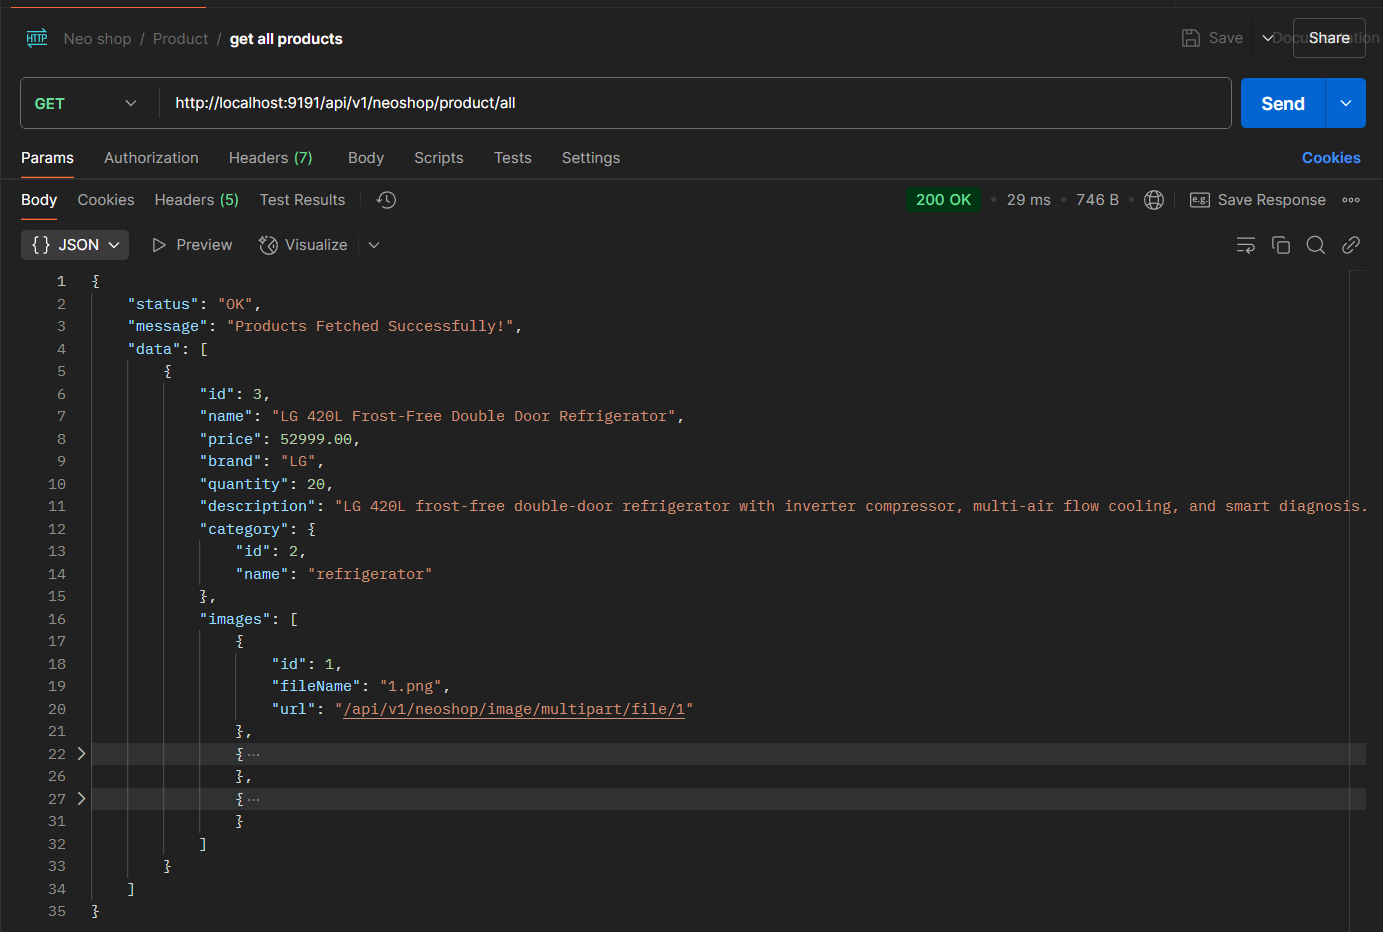 HTTP Neo shop / Product / get all products Save Share
GET http://localhost:9191/api/v1/neoshop/product/all Send
Params Authorization Headers (7) Body Scripts Tests Settings Cookies
Body Cookies Headers (5) Test Results 200 OK • 29 ms • 746 B • e.g. Save Response
{} JSON Preview Visualize
1 {
2 "status": "OK",
3 "message": "Products Fetched Successfully!",
4 "data": [
5 {
6 "id": 3,
7 "name": "LG 420L Frost-Free Double Door Refrigerator",
8 "price": 52999.00,
9 "brand": "LG",
10 "quantity": 20,
11 "description": "LG 420L frost-free double-door refrigerator with inverter compressor, multi-air flow cooling, and smart diagnosis.
12 "category": {
13 "id": 2,
14 "name": "refrigerator"
15 },
16 "images": [
17 {
18 "id": 1,
19 "fileName": "1.png",
20 "url": "/api/v1/neoshop/image/multipart/file/1"
21 },
22 { ...
26 },
27 { ...
31 }
32 ]
33 }
34 ]
35 }